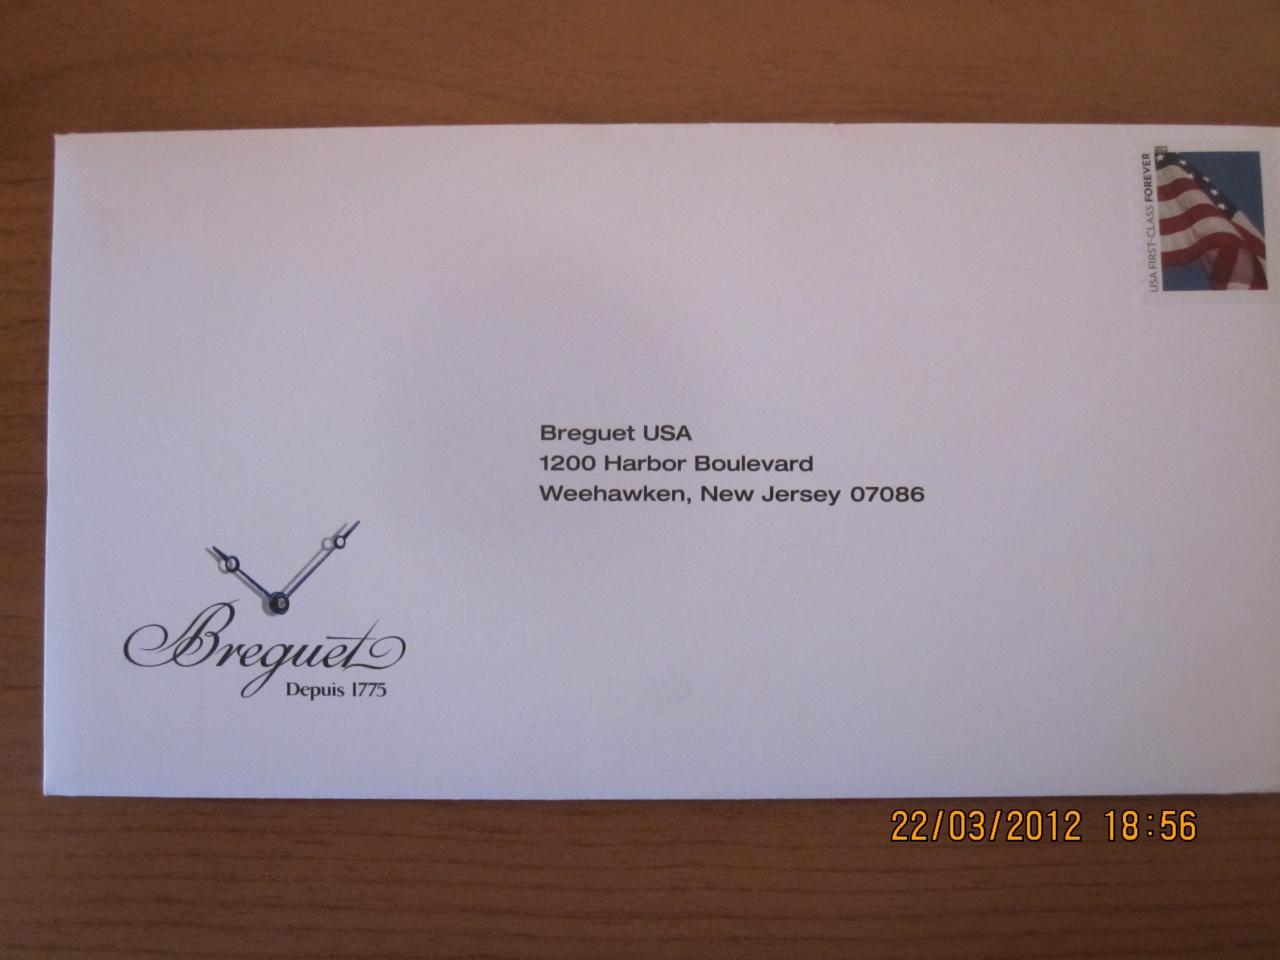 USA FIRST-CLASS FOREVER
Breguet USA
1200 Harbor Boulevard
Weehawken, New Jersey 07086
Breguet
Depuis 1775
22/03/2012 18:56